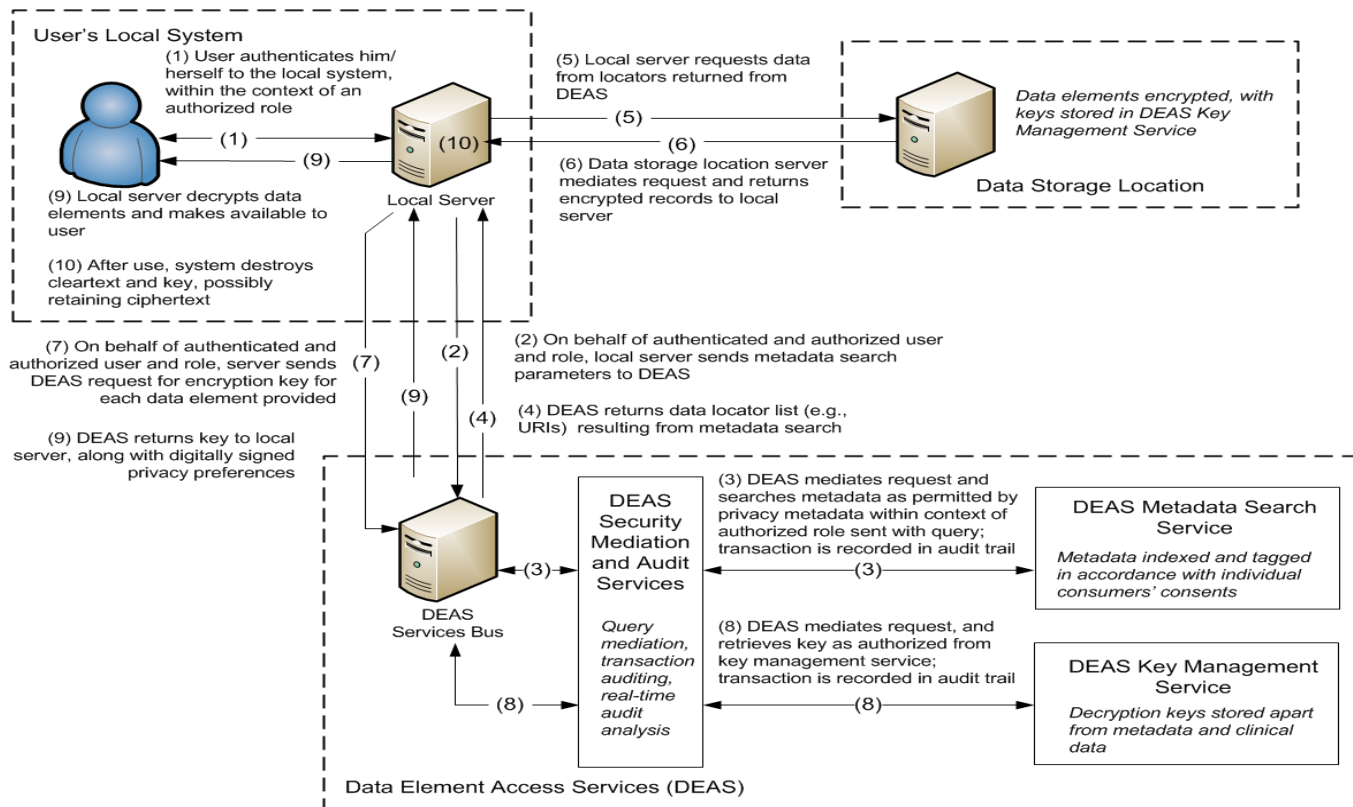 User's Local System
(1) User authenticates him/
herself to the local system,
within the context of an
authorized role
(1)
(9)
(10)
Local Server
(9) Local server decrypts data
elements and makes available to
user
(10) After use, system destroys
cleartext and key, possibly
retaining ciphertext
(5) Local server requests data
from locators returned from
DEAS
(5)
(6)
(6) Data storage location server
mediates request and returns
encrypted records to local
server
Data elements encrypted, with
keys stored in DEAS Key
Management Service
Data Storage Location
(7) On behalf of authenticated and
authorized user and role, server sends
DEAS request for encryption key for
each data element provided
(9) DEAS returns key to local
server, along with digitally signed
privacy preferences
(7)
(9)
(2)
(4)
(2) On behalf of authenticated and authorized user
and role, local server sends metadata search
parameters to DEAS
(4) DEAS returns data locator list (e.g.,
URIs) resulting from metadata search
DEAS
Services Bus
(3)
(8)
DEAS
Security
Mediation
and Audit
Services
Query
mediation,
transaction
auditing,
real-time
audit
analysis
(3) DEAS mediates request and
searches metadata as permitted by
privacy metadata within context of
authorized role sent with query;
transaction is recorded in audit trail
(3)
(8) DEAS mediates request, and
retrieves key as authorized from
key management service;
transaction is recorded in audit trail
(8)
DEAS Metadata Search
Service
Metadata indexed and tagged
in accordance with individual
consumers' consents
DEAS Key Management
Service
Decryption keys stored apart
from metadata and clinical
data
Data Element Access Services (DEAS)